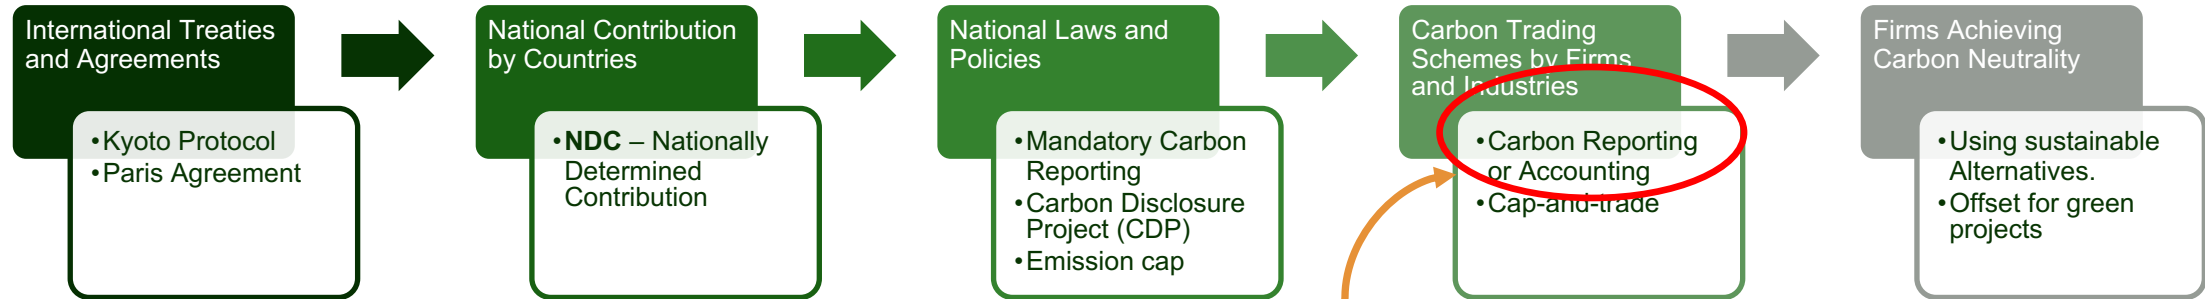 International Treaties
and Agreements
•Kyoto Protocol
•Paris Agreement
National Contribution
by Countries
•NDC – Nationally
Determined
Contribution
National Laws and
Policies
•Mandatory Carbon
Reporting
•Carbon Disclosure
Project (CDP)
•Emission cap
Carbon Trading
Schemes by Firms
and Industries
•Carbon Reporting
or Accounting
•Cap-and-trade
Firms Achieving
Carbon Neutrality
•Using sustainable
Alternatives.
•Offset for green
projects